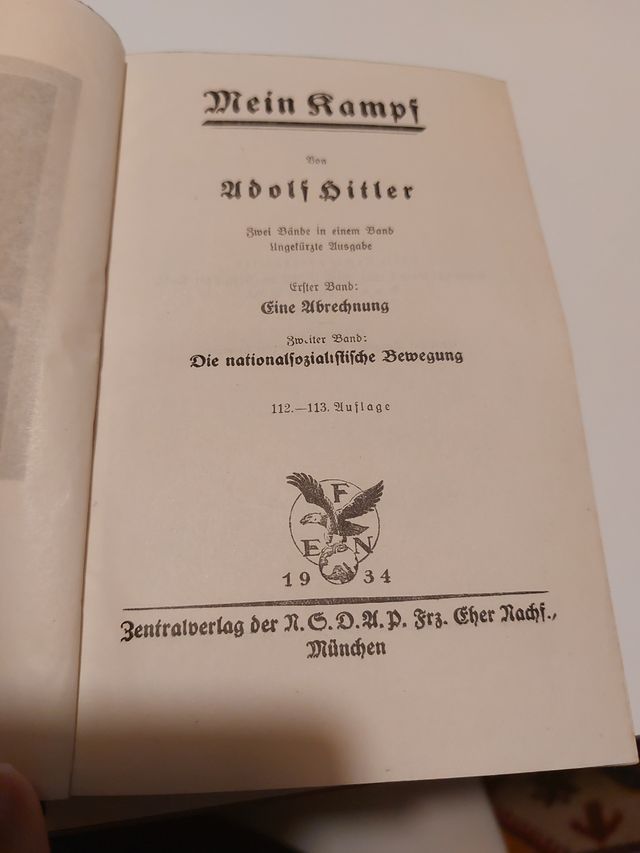 Mein Kampf
Von
Adolf Hitler
Zwei Bände in einem Band
Ungekürzte Ausgabe
Erster Band:
Eine Abrechnung
Zweiter Band:
Die nationalsozialistische Bewegung
112.—113. Auflage
F
E N
19 34
Zentralverlag der N.S.D.A.P. Frz. Eher Nachf.,
München